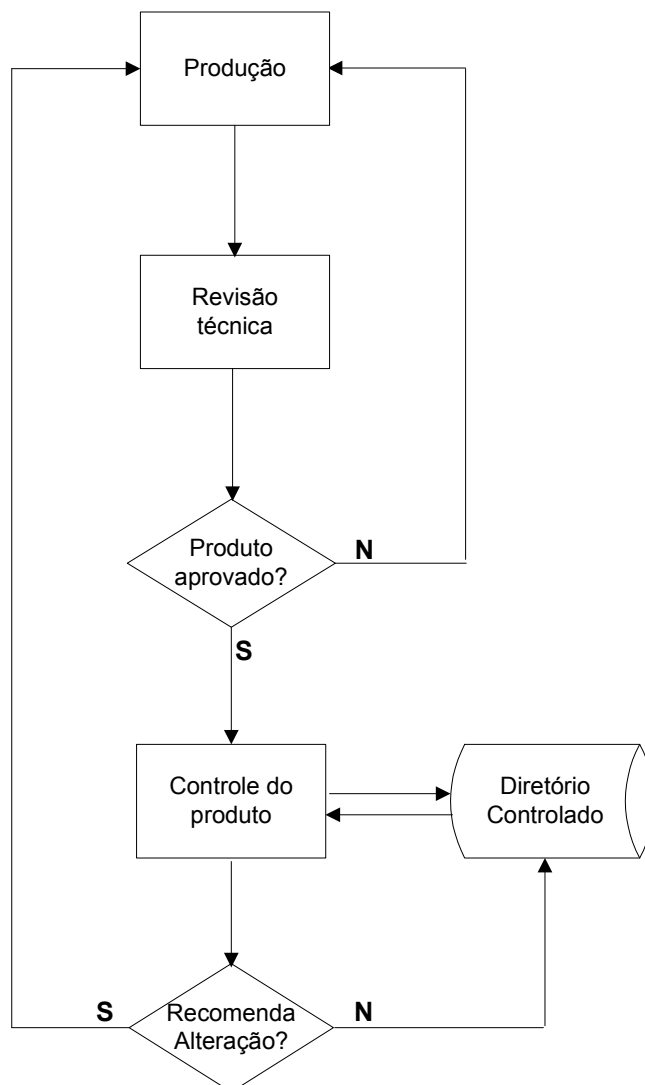 Produção
Revisão
técnica
Produto
aprovado?
N
S
Controle do
produto
Diretório
Controlado
S
Recomenda
Alteração?
N